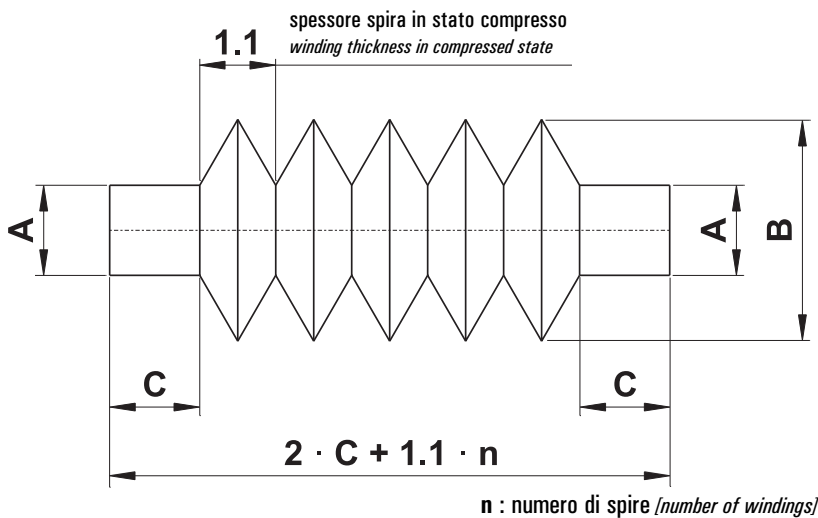 spessore spira in stato compresso
1.1
winding thickness in compressed state
A
A
B
C
C
2 · C + 1.1 · n
n : numero di spire [number of windings]